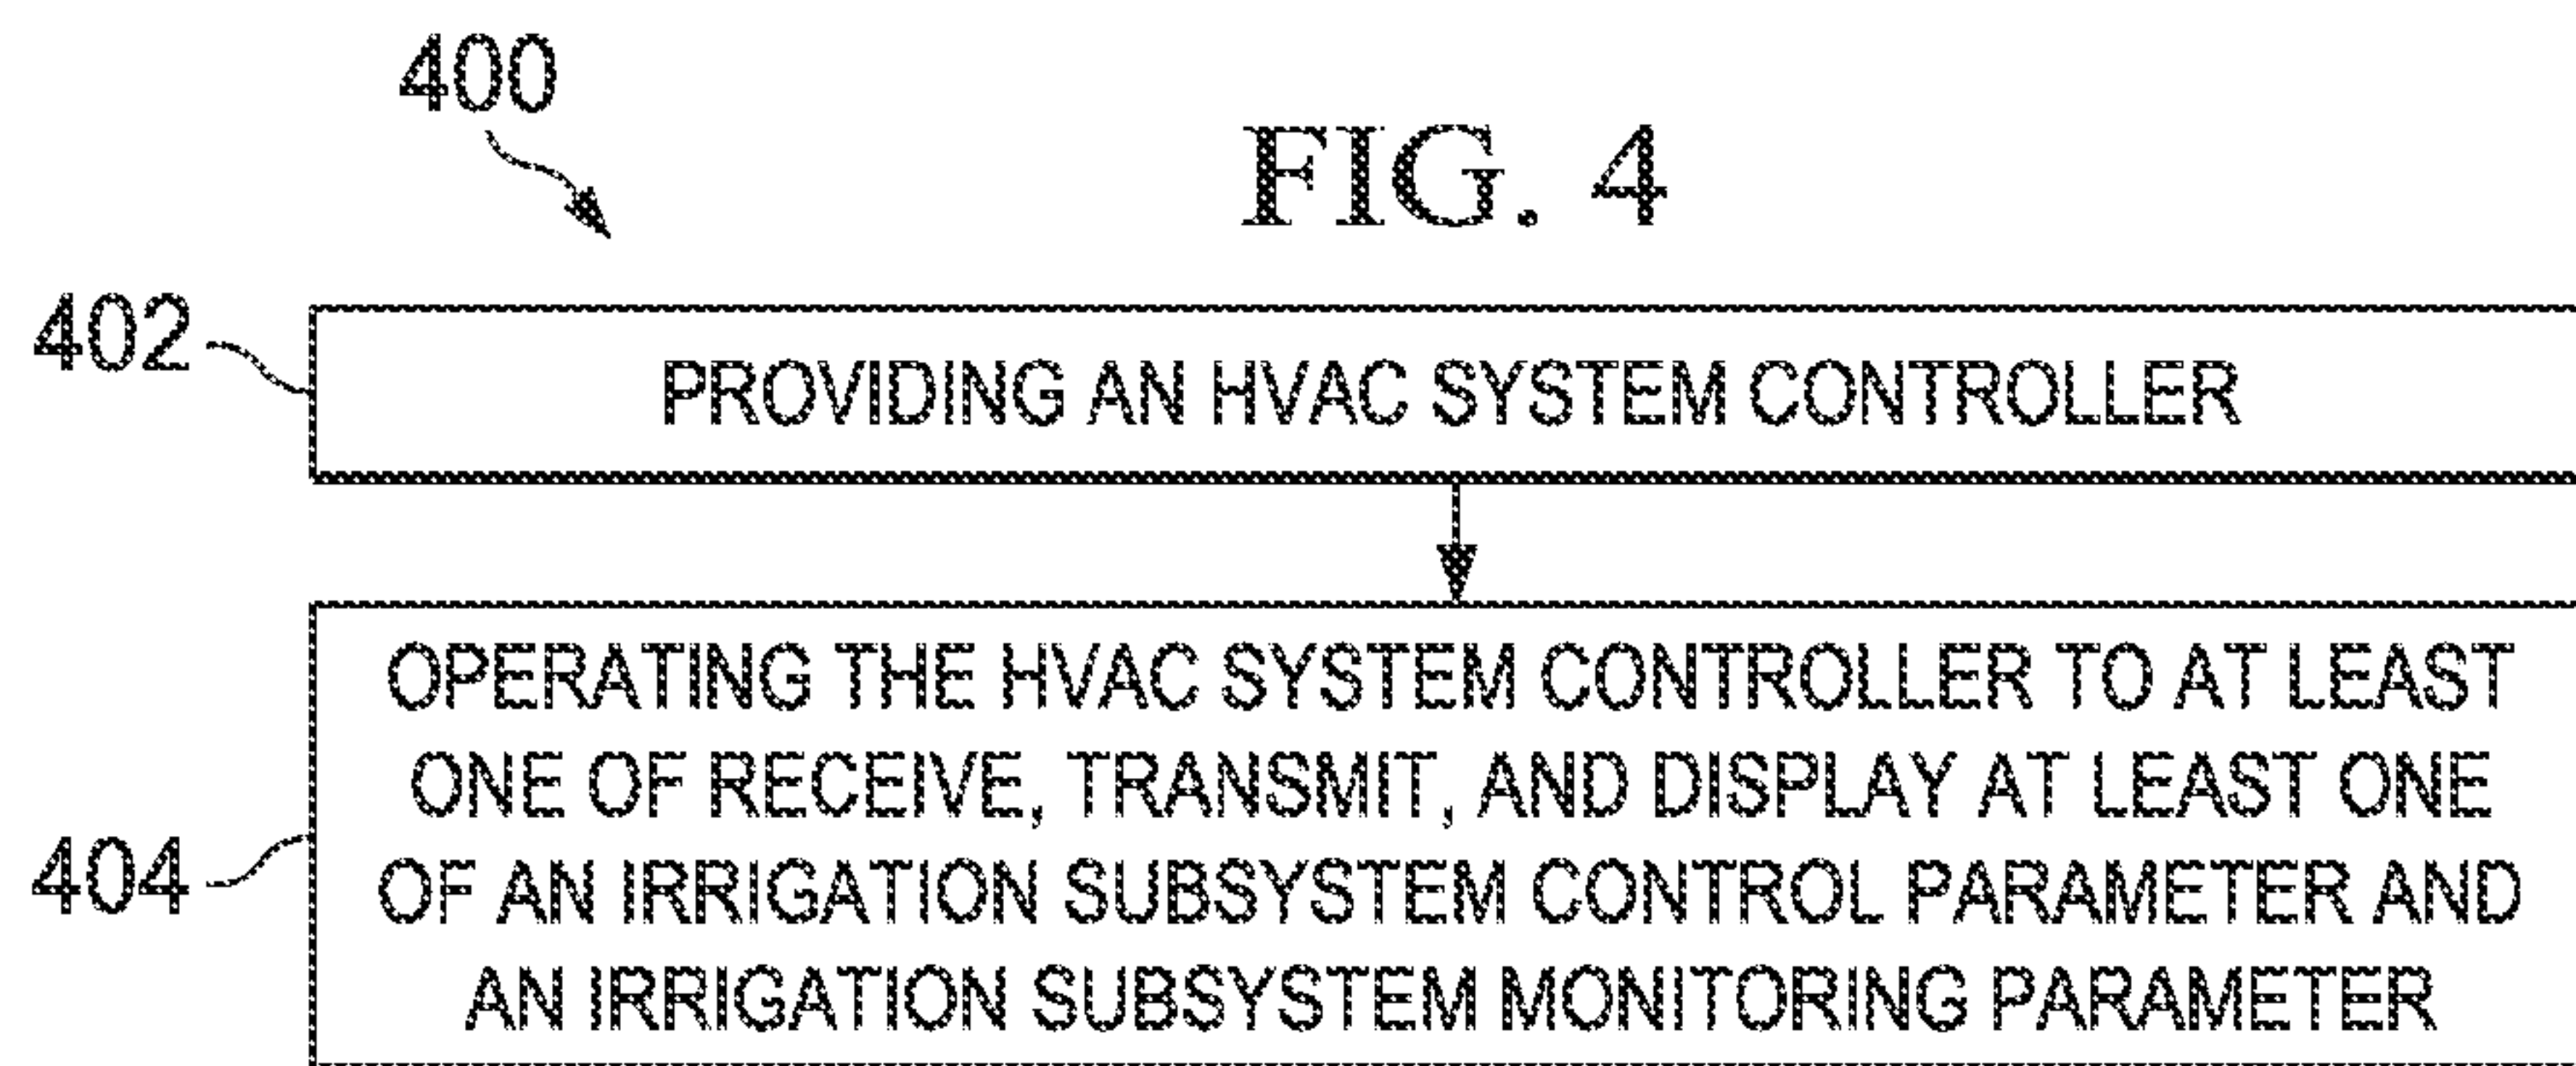 400
FIG. 4
402
PROVIDING AN HVAC SYSTEM CONTROLLER
OPERATING THE HVAC SYSTEM CONTROLLER TO AT LEAST
ONE OF RECEIVE, TRANSMIT, AND DISPLAY AT LEAST ONE
404
OF AN IRRIGATION SUBSYSTEM CONTROL PARAMETER AND
AN IRRIGATION SUBSYSTEM MONITORING PARAMETER